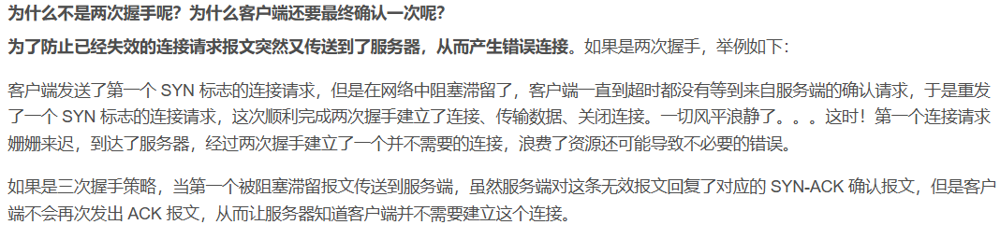 为什么不是两次握手呢？为什么客户端还要最终确认一次呢？
为了防止已经失效的连接请求报文突然又传送到了服务器，从而产生错误连接。如果是两次握手，举例如下：
客户端发送了第一个 SYN 标志的连接请求，但是在网络中阻塞滞留了，客户端一直到超时都没有等到来自服务端的确认请求，于是重发
了一个 SYN 标志的连接请求，这次顺利完成两次握手建立了连接、传输数据、关闭连接。一切风平浪静了。。。这时！第一个连接请求
姗姗来迟，到达了服务器，经过两次握手建立了一个并不需要的连接，浪费了资源还可能导致不必要的错误。
如果是三次握手策略，当第一个被阻塞滞留报文传送到服务端，虽然服务端对这条无效报文回复了对应的 SYN-ACK 确认报文，但是客户
端不会再次发出 ACK 报文，从而让服务器知道客户端并不需要建立这个连接。